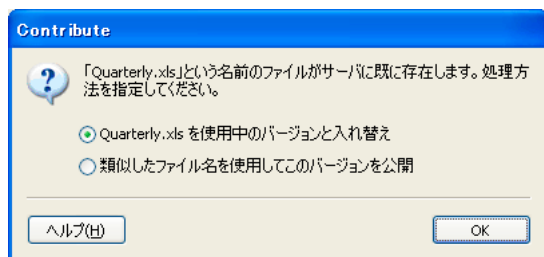 Contribute
「Quarterly.xls」という名前のファイルがサーバに既に存在します。処理方
法を指定してください。
Quarterly.xls を使用中のバージョンと入れ替え
類似したファイル名を使用してこのバージョンを公開
ヘルプ(H)
OK